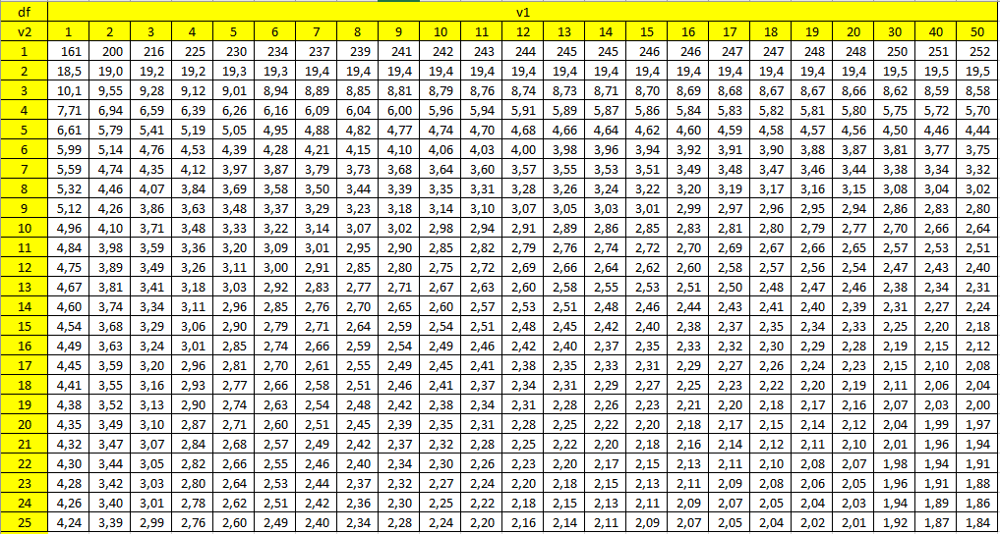 df v1
v2 1 2 3 4 5 6 7 8 9 10 11 12 13 14 15 16 17 18 19 20 30 40 50
1 161 200 216 225 230 234 237 239 241 242 243 244 245 245 246 246 247 247 248 248 250 251 252
2 18,5 19,0 19,2 19,2 19,3 19,3 19,4 19,4 19,4 19,4 19,4 19,4 19,4 19,4 19,4 19,4 19,4 19,4 19,4 19,4 19,5 19,5 19,5
3 10,1 9,55 9,28 9,12 9,01 8,94 8,89 8,85 8,81 8,79 8,76 8,74 8,73 8,71 8,70 8,69 8,68 8,67 8,67 8,66 8,62 8,59 8,58
4 7,71 6,94 6,59 6,39 6,26 6,16 6,09 6,04 6,00 5,96 5,94 5,91 5,89 5,87 5,86 5,84 5,83 5,82 5,81 5,80 5,75 5,72 5,70
5 6,61 5,79 5,41 5,19 5,05 4,95 4,88 4,82 4,77 4,74 4,70 4,68 4,66 4,64 4,62 4,60 4,59 4,58 4,57 4,56 4,50 4,46 4,44
6 5,99 5,14 4,76 4,53 4,39 4,28 4,21 4,15 4,10 4,06 4,03 4,00 3,98 3,96 3,94 3,92 3,91 3,90 3,88 3,87 3,81 3,77 3,75
7 5,59 4,74 4,35 4,12 3,97 3,87 3,79 3,73 3,68 3,64 3,60 3,57 3,55 3,53 3,51 3,49 3,48 3,47 3,46 3,44 3,38 3,34 3,32
8 5,32 4,46 4,07 3,84 3,69 3,58 3,50 3,44 3,39 3,35 3,31 3,28 3,26 3,24 3,22 3,20 3,19 3,17 3,16 3,15 3,08 3,04 3,02
9 5,12 4,26 3,86 3,63 3,48 3,37 3,29 3,23 3,18 3,14 3,10 3,07 3,05 3,03 3,01 2,99 2,97 2,96 2,95 2,94 2,86 2,83 2,80
10 4,96 4,10 3,71 3,48 3,33 3,22 3,14 3,07 3,02 2,98 2,94 2,91 2,89 2,86 2,85 2,83 2,81 2,80 2,79 2,77 2,70 2,66 2,64
11 4,84 3,98 3,59 3,36 3,20 3,09 3,01 2,95 2,90 2,85 2,82 2,79 2,76 2,74 2,72 2,70 2,69 2,67 2,66 2,65 2,57 2,53 2,51
12 4,75 3,89 3,49 3,26 3,11 3,00 2,91 2,85 2,80 2,75 2,72 2,69 2,66 2,64 2,62 2,60 2,58 2,57 2,56 2,54 2,47 2,43 2,40
13 4,67 3,81 3,41 3,18 3,03 2,92 2,83 2,77 2,71 2,67 2,63 2,60 2,58 2,55 2,53 2,51 2,50 2,48 2,47 2,46 2,38 2,34 2,31
14 4,60 3,74 3,34 3,11 2,96 2,85 2,76 2,70 2,65 2,60 2,57 2,53 2,51 2,48 2,46 2,44 2,43 2,41 2,40 2,39 2,31 2,27 2,24
15 4,54 3,68 3,29 3,06 2,90 2,79 2,71 2,64 2,59 2,54 2,51 2,48 2,45 2,42 2,40 2,38 2,37 2,35 2,34 2,33 2,25 2,20 2,18
16 4,49 3,63 3,24 3,01 2,85 2,74 2,66 2,59 2,54 2,49 2,46 2,42 2,40 2,37 2,35 2,33 2,32 2,30 2,29 2,28 2,19 2,15 2,12
17 4,45 3,59 3,20 2,96 2,81 2,70 2,61 2,55 2,49 2,45 2,41 2,38 2,35 2,33 2,31 2,29 2,27 2,26 2,24 2,23 2,15 2,10 2,08
18 4,41 3,55 3,16 2,93 2,77 2,66 2,58 2,51 2,46 2,41 2,37 2,34 2,31 2,29 2,27 2,25 2,23 2,22 2,20 2,19 2,11 2,06 2,04
19 4,38 3,52 3,13 2,90 2,74 2,63 2,54 2,48 2,42 2,38 2,34 2,31 2,28 2,26 2,23 2,21 2,20 2,18 2,17 2,16 2,07 2,03 2,00
20 4,35 3,49 3,10 2,87 2,71 2,60 2,51 2,45 2,39 2,35 2,31 2,28 2,25 2,22 2,20 2,18 2,17 2,15 2,14 2,12 2,04 1,99 1,97
21 4,32 3,47 3,07 2,84 2,68 2,57 2,49 2,42 2,37 2,32 2,28 2,25 2,22 2,20 2,18 2,16 2,14 2,12 2,11 2,10 2,01 1,96 1,94
22 4,30 3,44 3,05 2,82 2,66 2,55 2,46 2,40 2,34 2,30 2,26 2,23 2,20 2,17 2,15 2,13 2,11 2,10 2,08 2,07 1,98 1,94 1,91
23 4,28 3,42 3,03 2,80 2,64 2,53 2,44 2,37 2,32 2,27 2,24 2,20 2,18 2,15 2,13 2,11 2,09 2,08 2,06 2,05 1,96 1,91 1,88
24 4,26 3,40 3,01 2,78 2,62 2,51 2,42 2,36 2,30 2,25 2,22 2,18 2,15 2,13 2,11 2,09 2,07 2,05 2,04 2,03 1,94 1,89 1,86
25 4,24 3,39 2,99 2,76 2,60 2,49 2,40 2,34 2,28 2,24 2,20 2,16 2,14 2,11 2,09 2,07 2,05 2,04 2,02 2,01 1,92 1,87 1,84